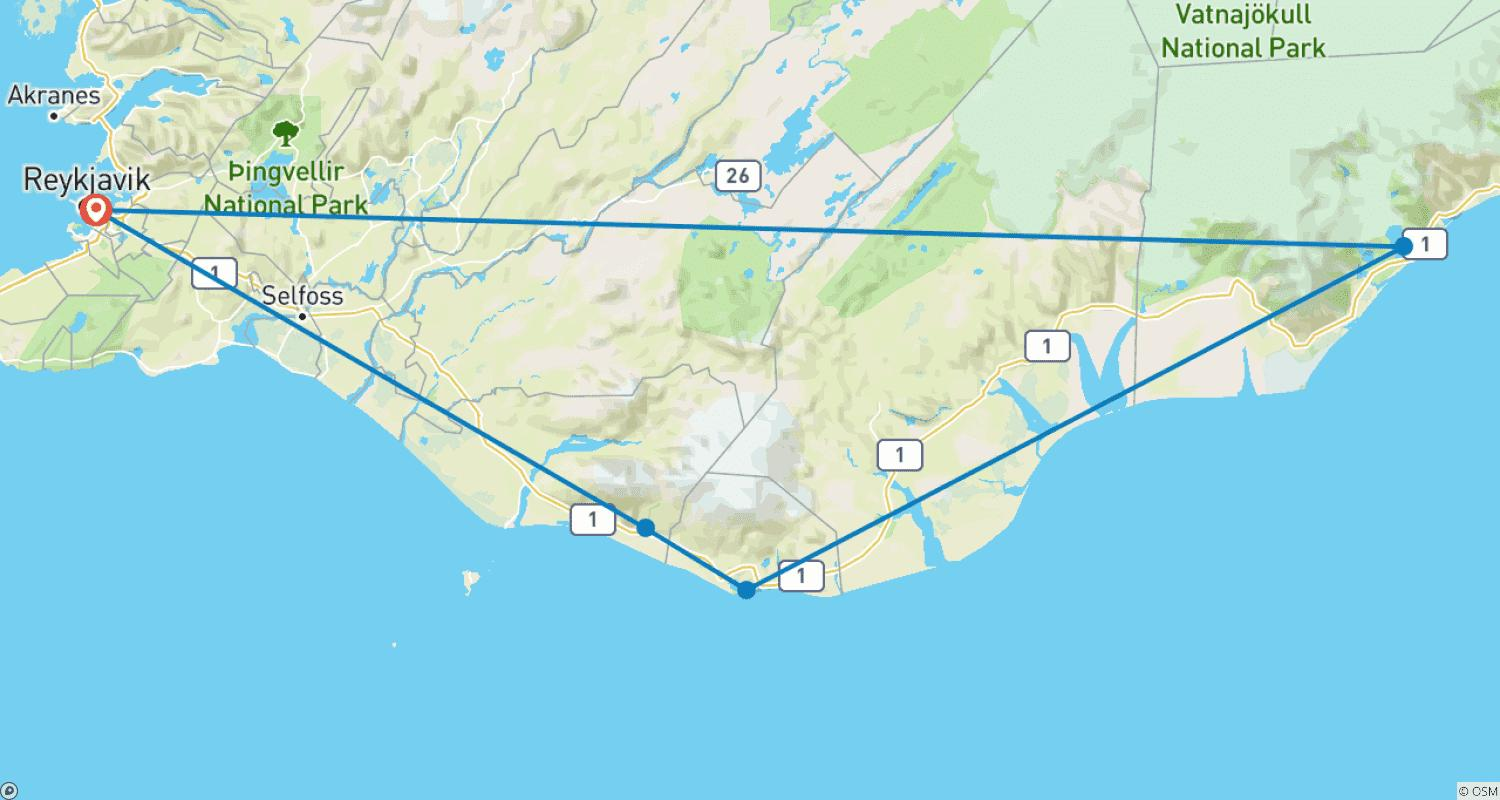 Vatnajökull
National Park
Akranes
Reykjavik
Þingvellir
National Park
26
1
1
Selfoss
1
1
1
1
© OSM